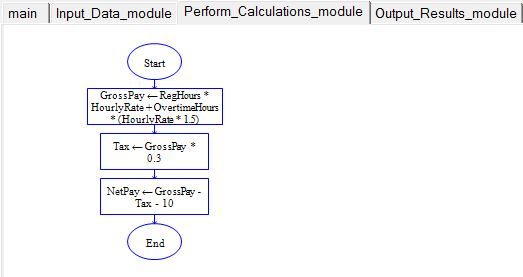 main Input_Data_module Perform_Calculations_module Output_Results_module
Start
GrossPay ← RegHours *
HourlyRate + OvertimeHours
* (HourlyRate * 1.5)
Tax ← GrossPay *
0.3
NetPay ← GrossPay -
Tax - 10
End